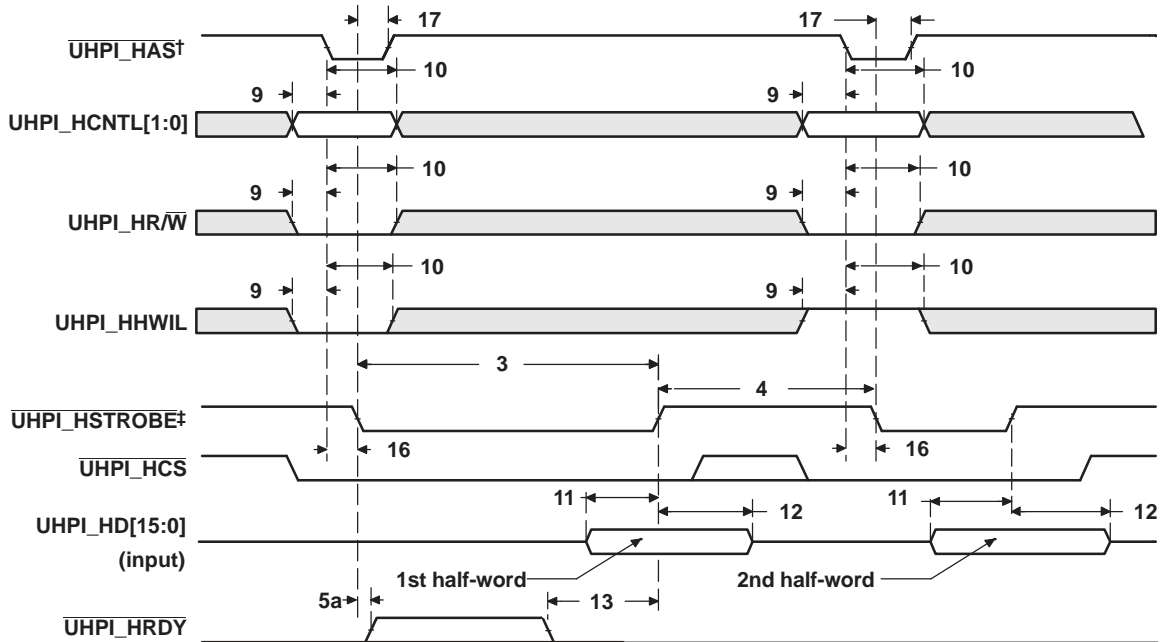 17 17
UHPI_HAS†
10 10
9 9
UHPI_HCNTL[1:0]
10 10
9 9
UHPI_HR/W
10 10
9 9
UHPI_HHWIL
3
4
UHPI_HSTROBE‡
16 16
UHPI_HCS
11 11
12 12
UHPI_HD[15:0]
(input)
1st half-word 2nd half-word
5a 13
UHPI_HRDY